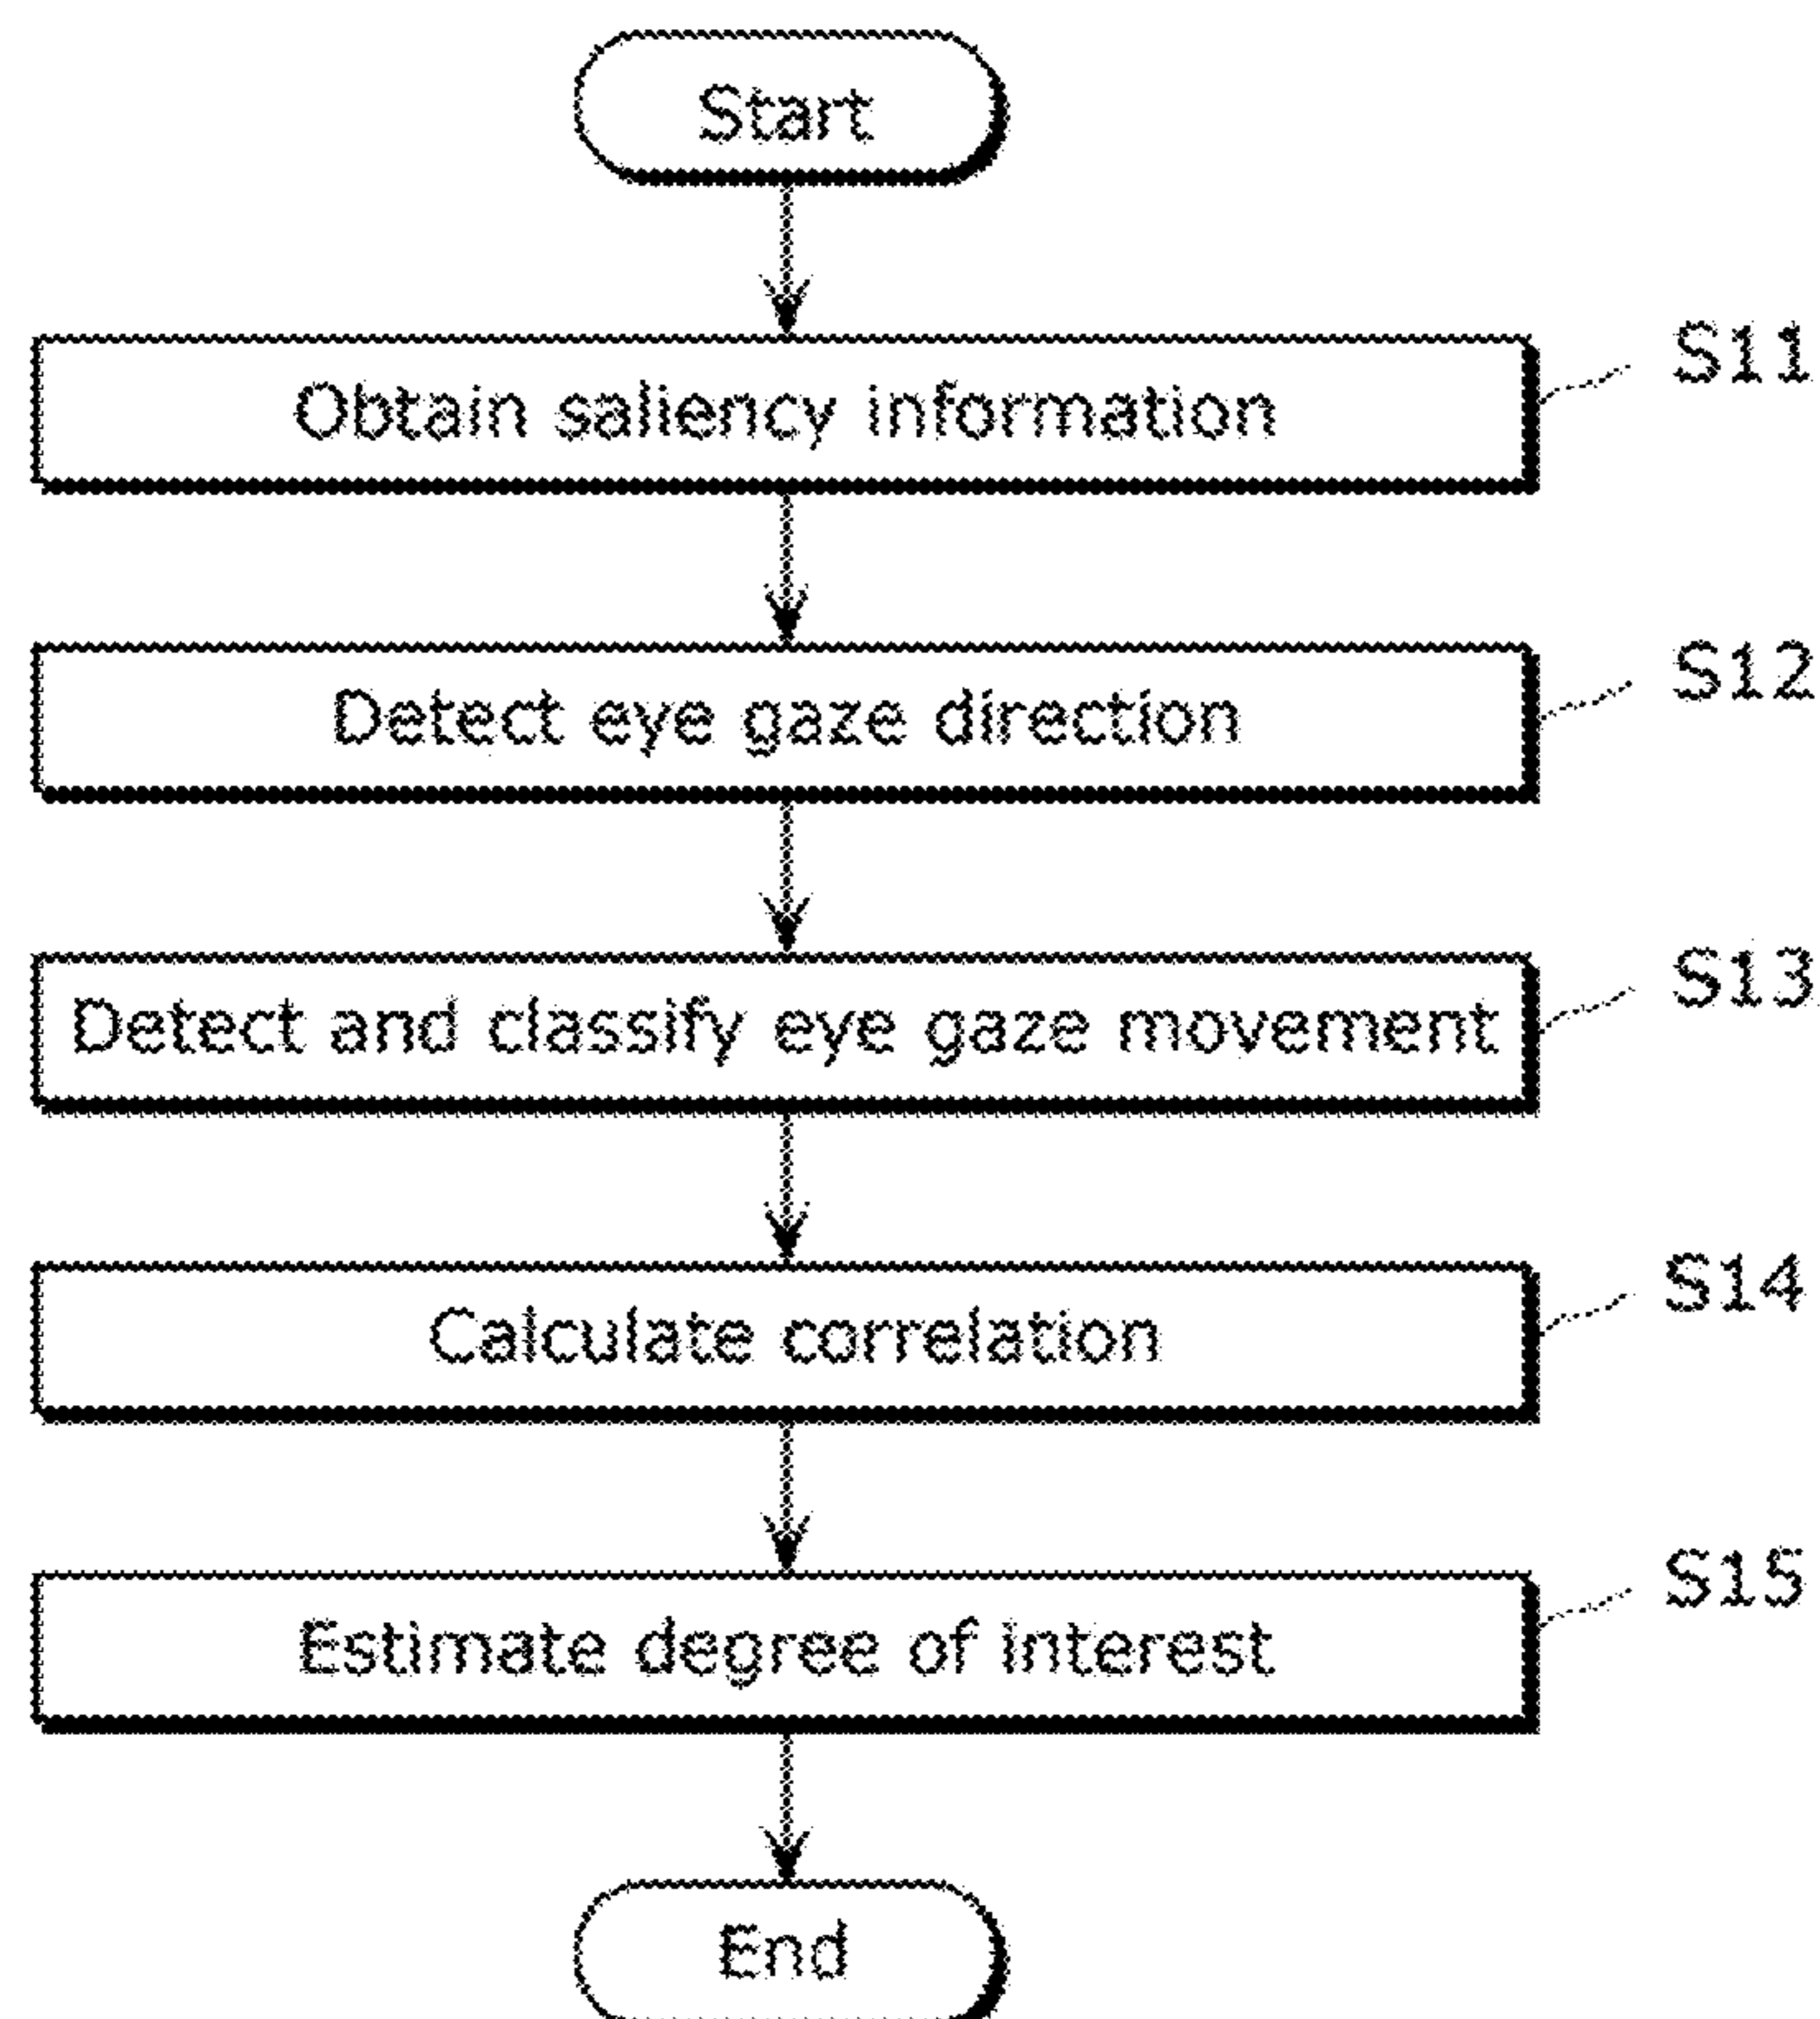 Start
Obtain saliency information
S11
Detect eye gaze direction
S12
Detect and classify eye gaze movement
S13
Calculate correlation
S14
Estimate degree of interest
S15
End